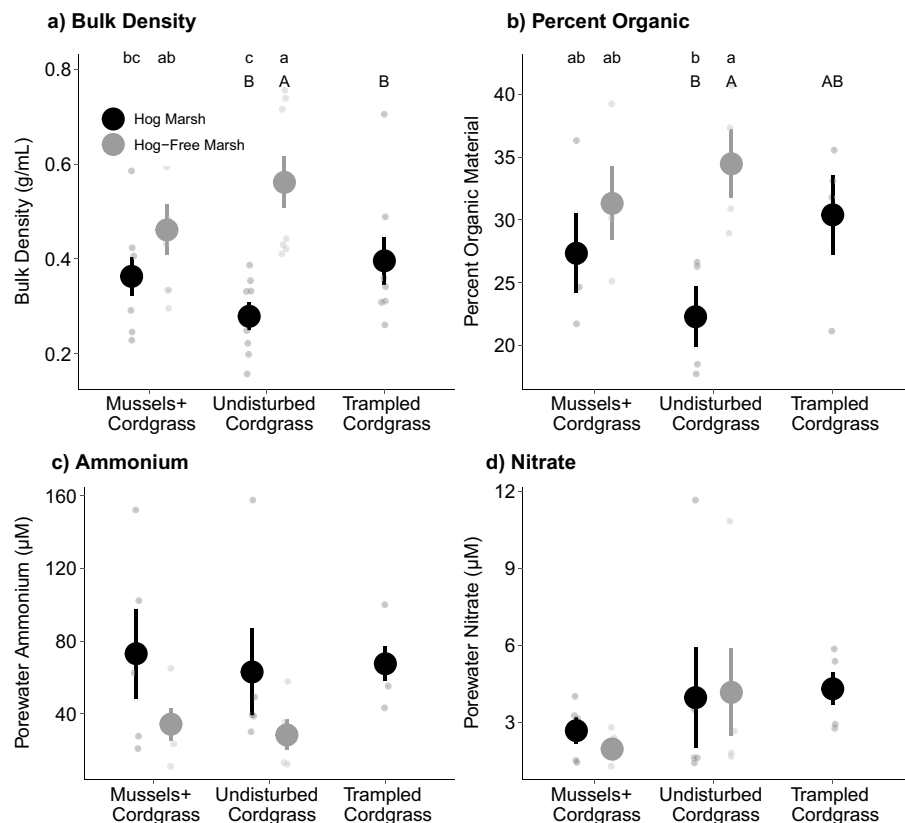 a) Bulk Density
bc ab c a
B A B
0.8
0.6
0.4
0.2
Bulk Density (g/mL)
Hog Marsh
Hog−Free Marsh
Mussels+ Undisturbed Trampled
Cordgrass Cordgrass Cordgrass
b) Percent Organic
ab ab b a
B A AB
40
35
30
25
20
Percent Organic Material
Mussels+ Undisturbed Trampled
Cordgrass Cordgrass Cordgrass
c) Ammonium
160
120
80
40
Porewater Ammonium (µM)
Mussels+ Undisturbed Trampled
Cordgrass Cordgrass Cordgrass
d) Nitrate
12
9
6
3
Porewater Nitrate (µM)
Mussels+ Undisturbed Trampled
Cordgrass Cordgrass Cordgrass